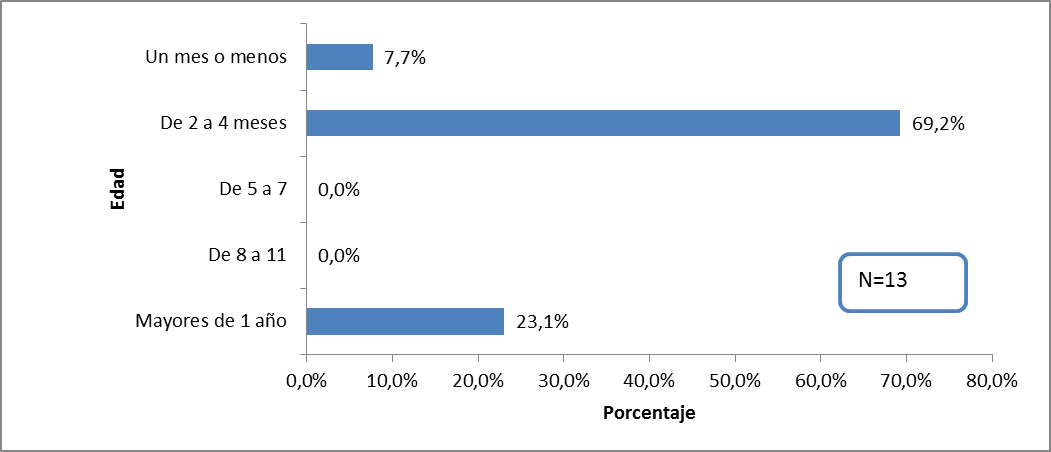 Un mes o menos
7,7%
De 2 a 4 meses
69,2%
De 5 a 7
0,0%
De 8 a 11
0,0%
Mayores de 1 año
23,1%
Edad
N=13
0,0% 10,0% 20,0% 30,0% 40,0% 50,0% 60,0% 70,0% 80,0%
Porcentaje